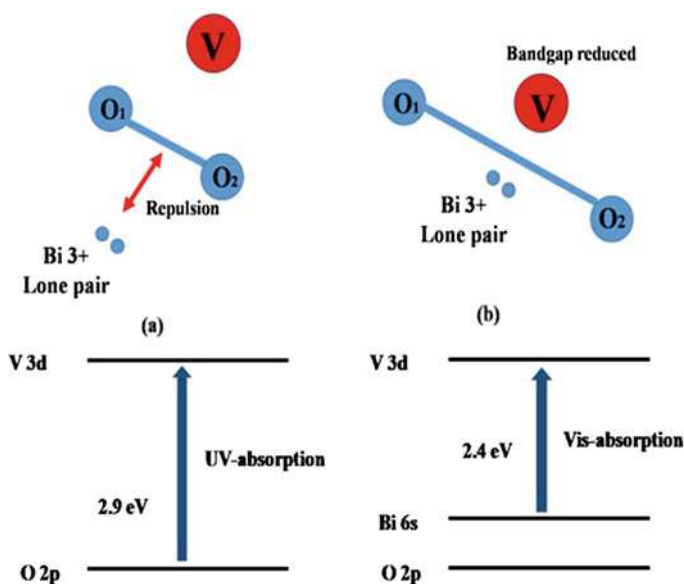 V
O1
O2
Repulsion
Bi 3+
Lone pair
(a)
V 3d
UV-absorption
2.9 eV
O 2p
Bandgap reduced
V
O1
O2
Bi 3+
Lone pair
(b)
V 3d
Vis-absorption
2.4 eV
Bi 6s
O 2p